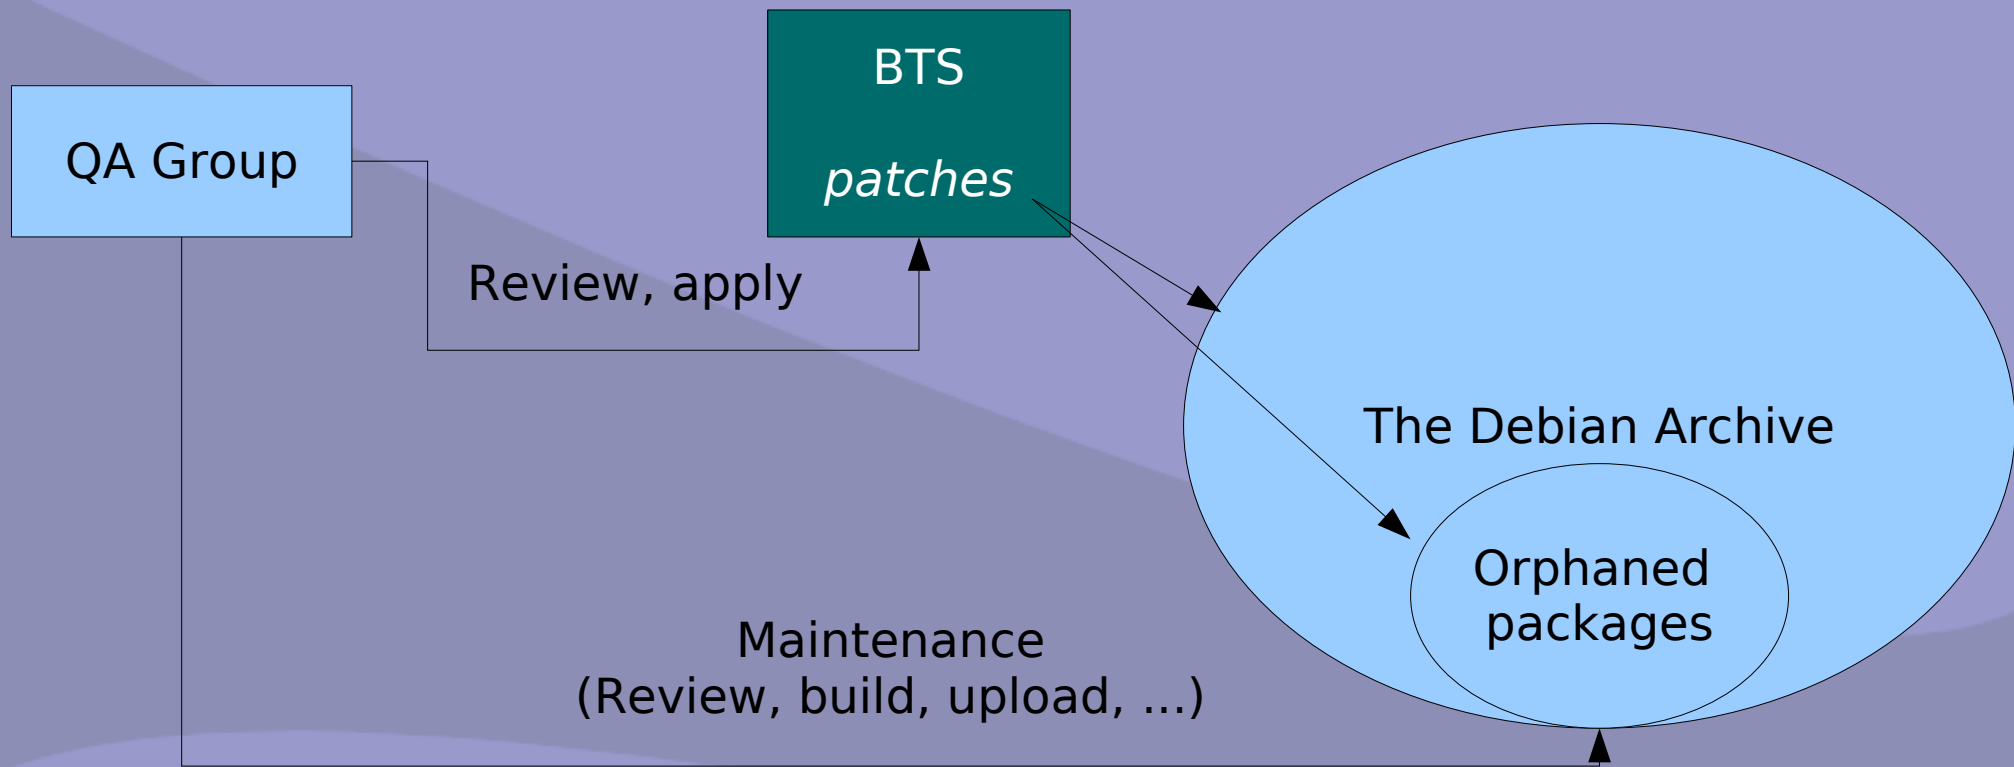 BTS
QA Group
patches
Review, apply
The Debian Archive
Orphaned
packages
Maintenance
(Review, build, upload, ...)